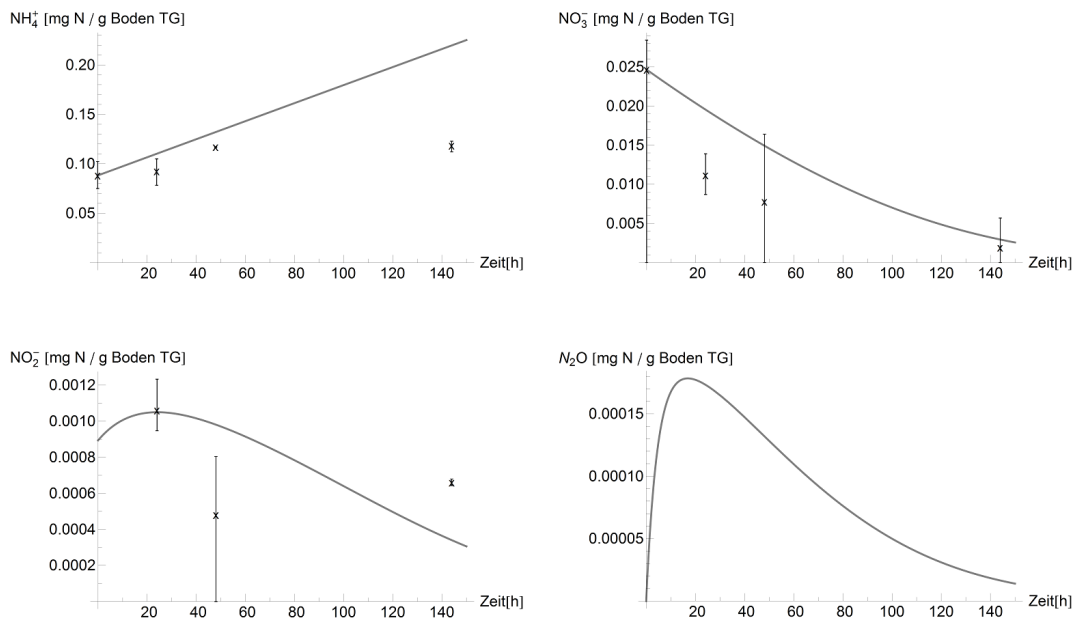 NH₄⁺ [mg N / g Boden TG]
0.20
0.15
0.10
0.05
20 40 60 80 100 120 140
Zeit[h]
NO₃⁻ [mg N / g Boden TG]
0.025
0.020
0.015
0.010
0.005
20 40 60 80 100 120 140
Zeit[h]
NO₂⁻ [mg N / g Boden TG]
0.0012
0.0010
0.0008
0.0006
0.0004
0.0002
20 40 60 80 100 120 140
Zeit[h]
N₂O [mg N / g Boden TG]
0.00015
0.00010
0.00005
20 40 60 80 100 120 140
Zeit[h]